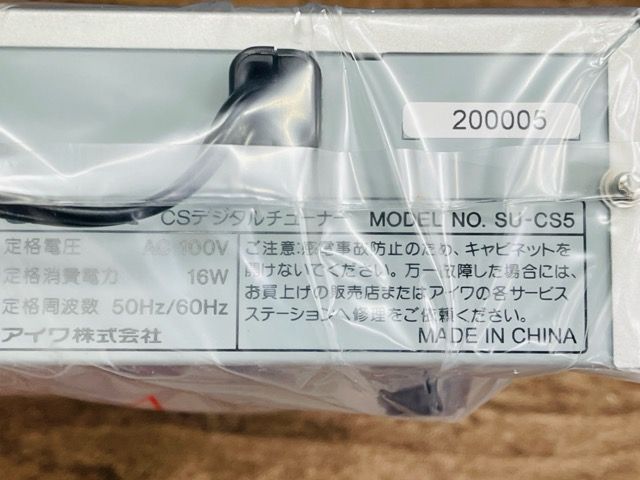 200005
CSデジタルチューナー MODEL NO. SU-CS5
定格電圧 AC 100V
定格消費電力 16W
定格周波数 50Hz/60Hz
アイワ株式会社
ご注意:感電事故防止のため、キャビネットを
開けないでください。万一故障した場合には、
お買上げの販売店またはアイワの各サービス
ステーションへ修理をご依頼ください。
MADE IN CHINA